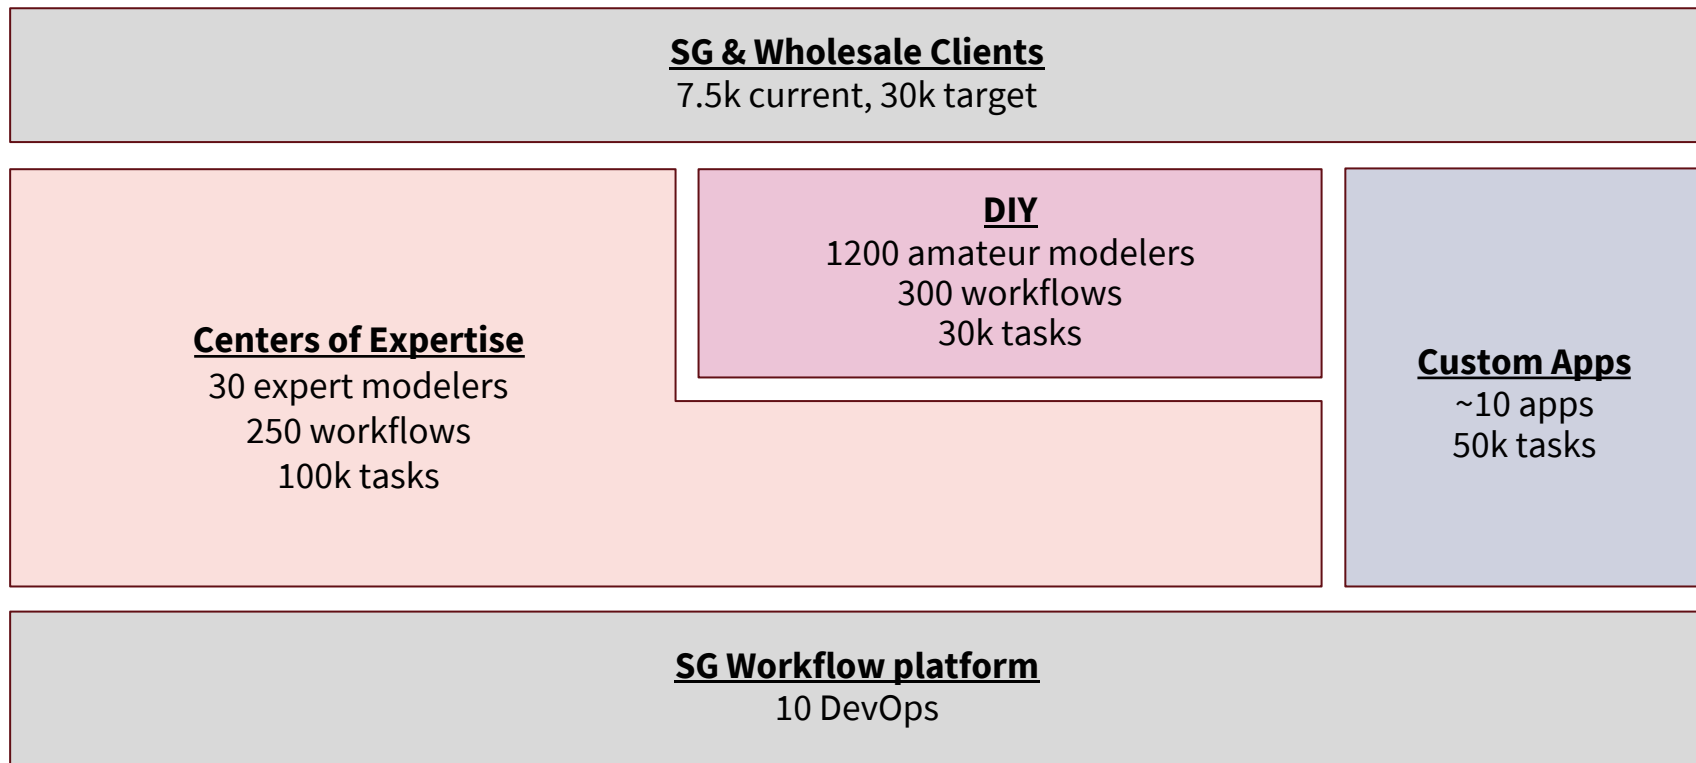 SG & Wholesale Clients
7.5k current, 30k target
Centers of Expertise
30 expert modelers
250 workflows
100k tasks
DIY
1200 amateur modelers
300 workflows
30k tasks
Custom Apps
~10 apps
50k tasks
SG Workflow platform
10 DevOps